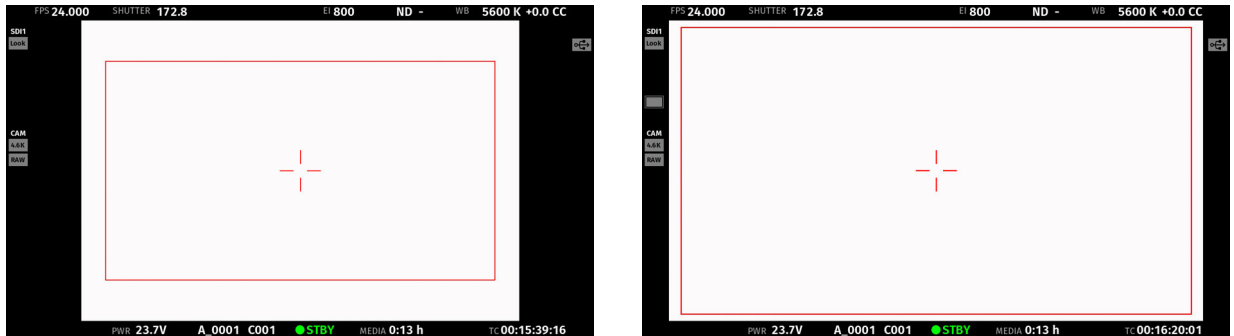 FPS 24.000 SHUTTER 172.8 EI 800 ND - WB 5600 K +0.0 CC
SDI1
Look
CAM
4.6K
RAW
PWR 23.7V A_0001 C001 STBY MEDIA 0:13 h TC 00:15:39:16
FPS 24.000 SHUTTER 172.8 EI 800 ND - WB 5600 K +0.0 CC
SDI1
Look
CAM
4.6K
RAW
PWR 23.7V A_0001 C001 STBY MEDIA 0:13 h TC 00:16:20:01